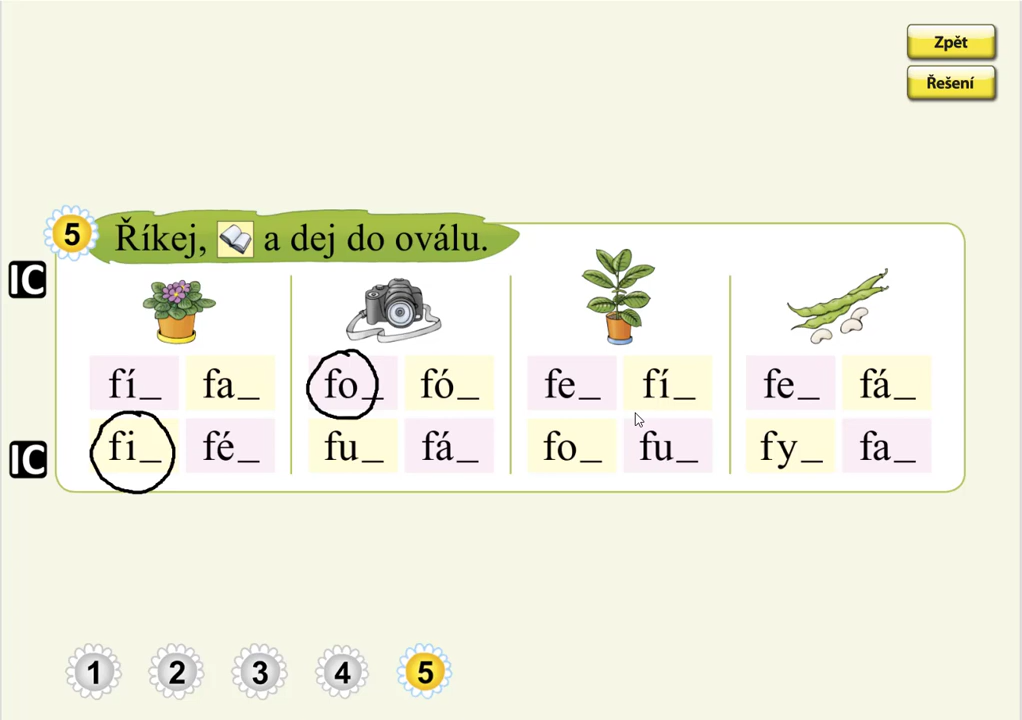 Zpět
Řešení
5 Říkej, a dej do oválu.
IC
fí_ fa_ fo_ fó_ fe_ fí_ fe_ fá_
IC
fi_ fé_ fu_ fá_ fo_ fu_ fy_ fa_
1 2 3 4 5